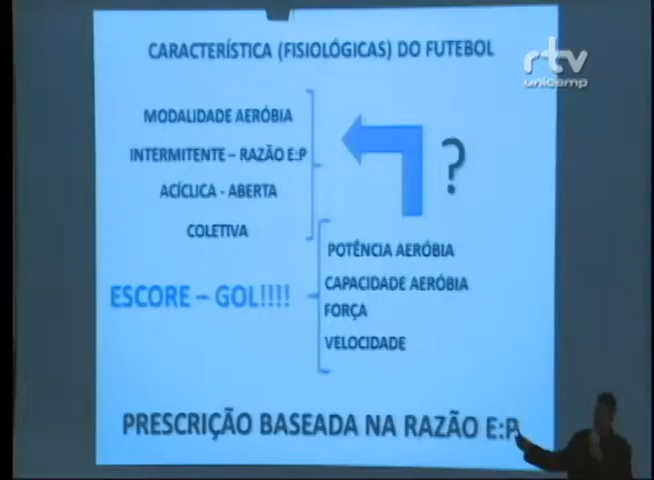 CARACTERÍSTICA (FISIOLÓGICAS) DO FUTEBOL
rtv
unicamp
MODALIDADE AERÓBIA
INTERMITENTE – RAZÃO E:P
ACÍCLICA - ABERTA
COLETIVA
?
POTÊNCIA AERÓBIA
CAPACIDADE AERÓBIA
FORÇA
VELOCIDADE
ESCORE – GOL!!!!
PRESCRIÇÃO BASEADA NA RAZÃO E:P